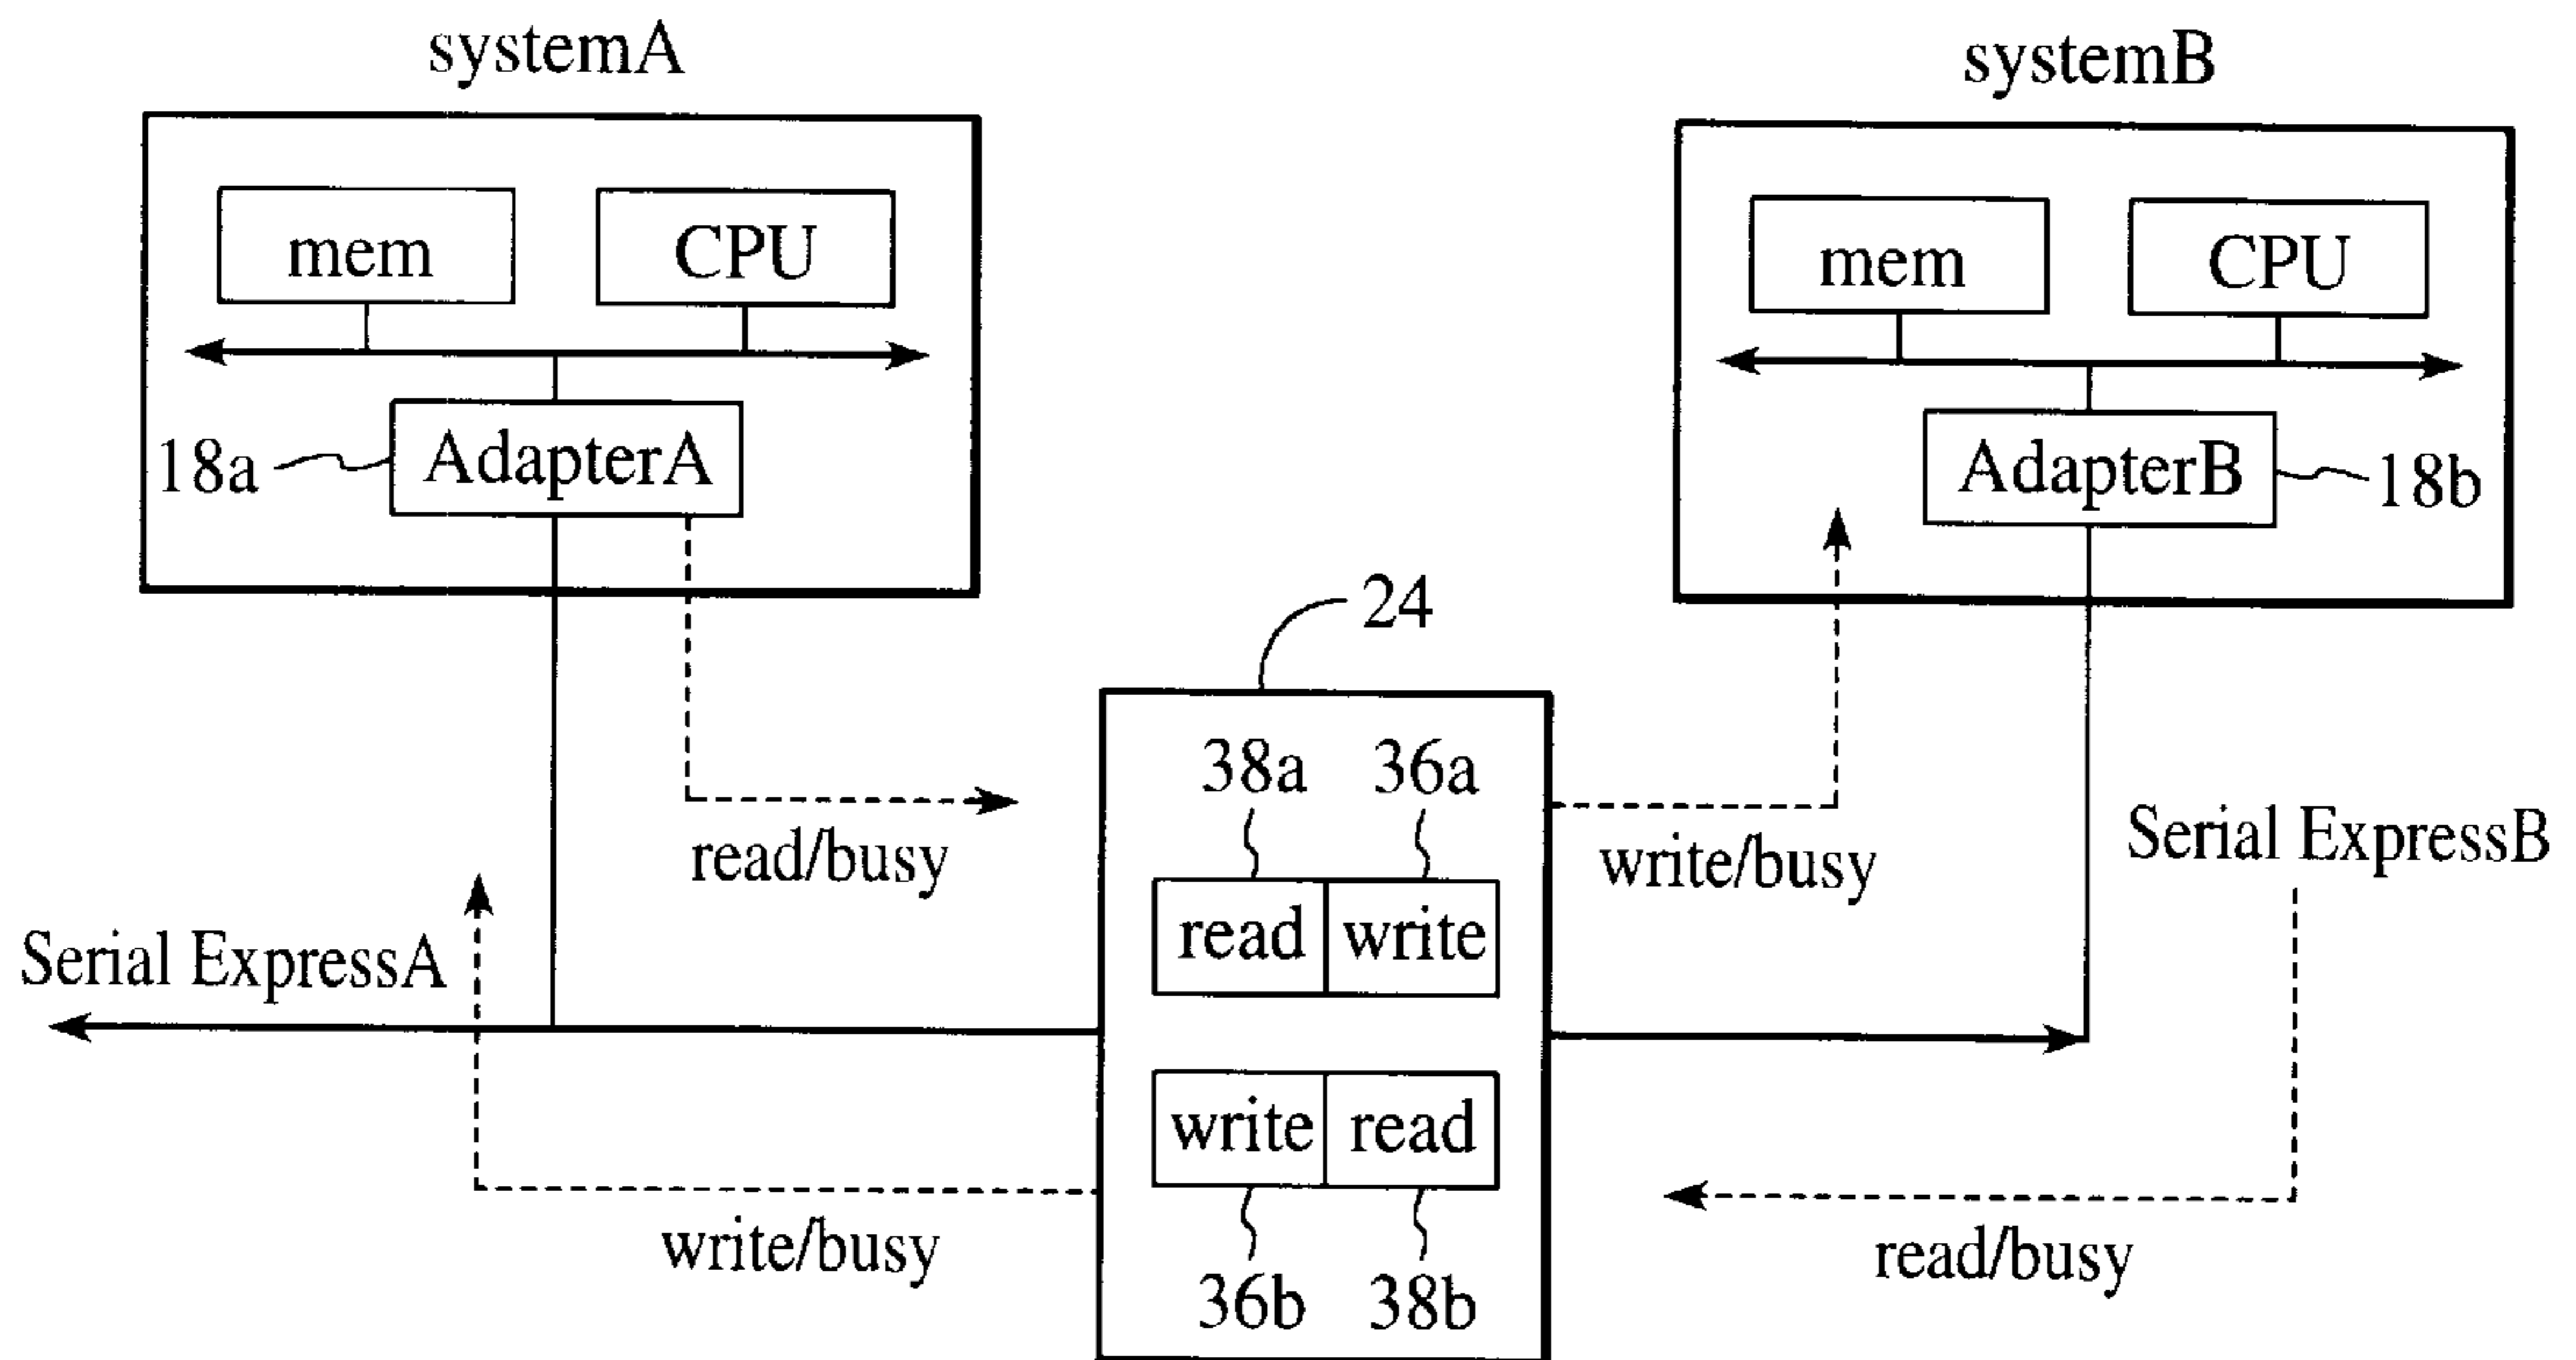 systemA
systemB
mem
CPU
mem
CPU
18a
AdapterA
AdapterB
18b
24
38a
36a
read/busy
write/busy
Serial ExpressB
read
write
Serial ExpressA
write
read
write/busy
read/busy
36b
38b